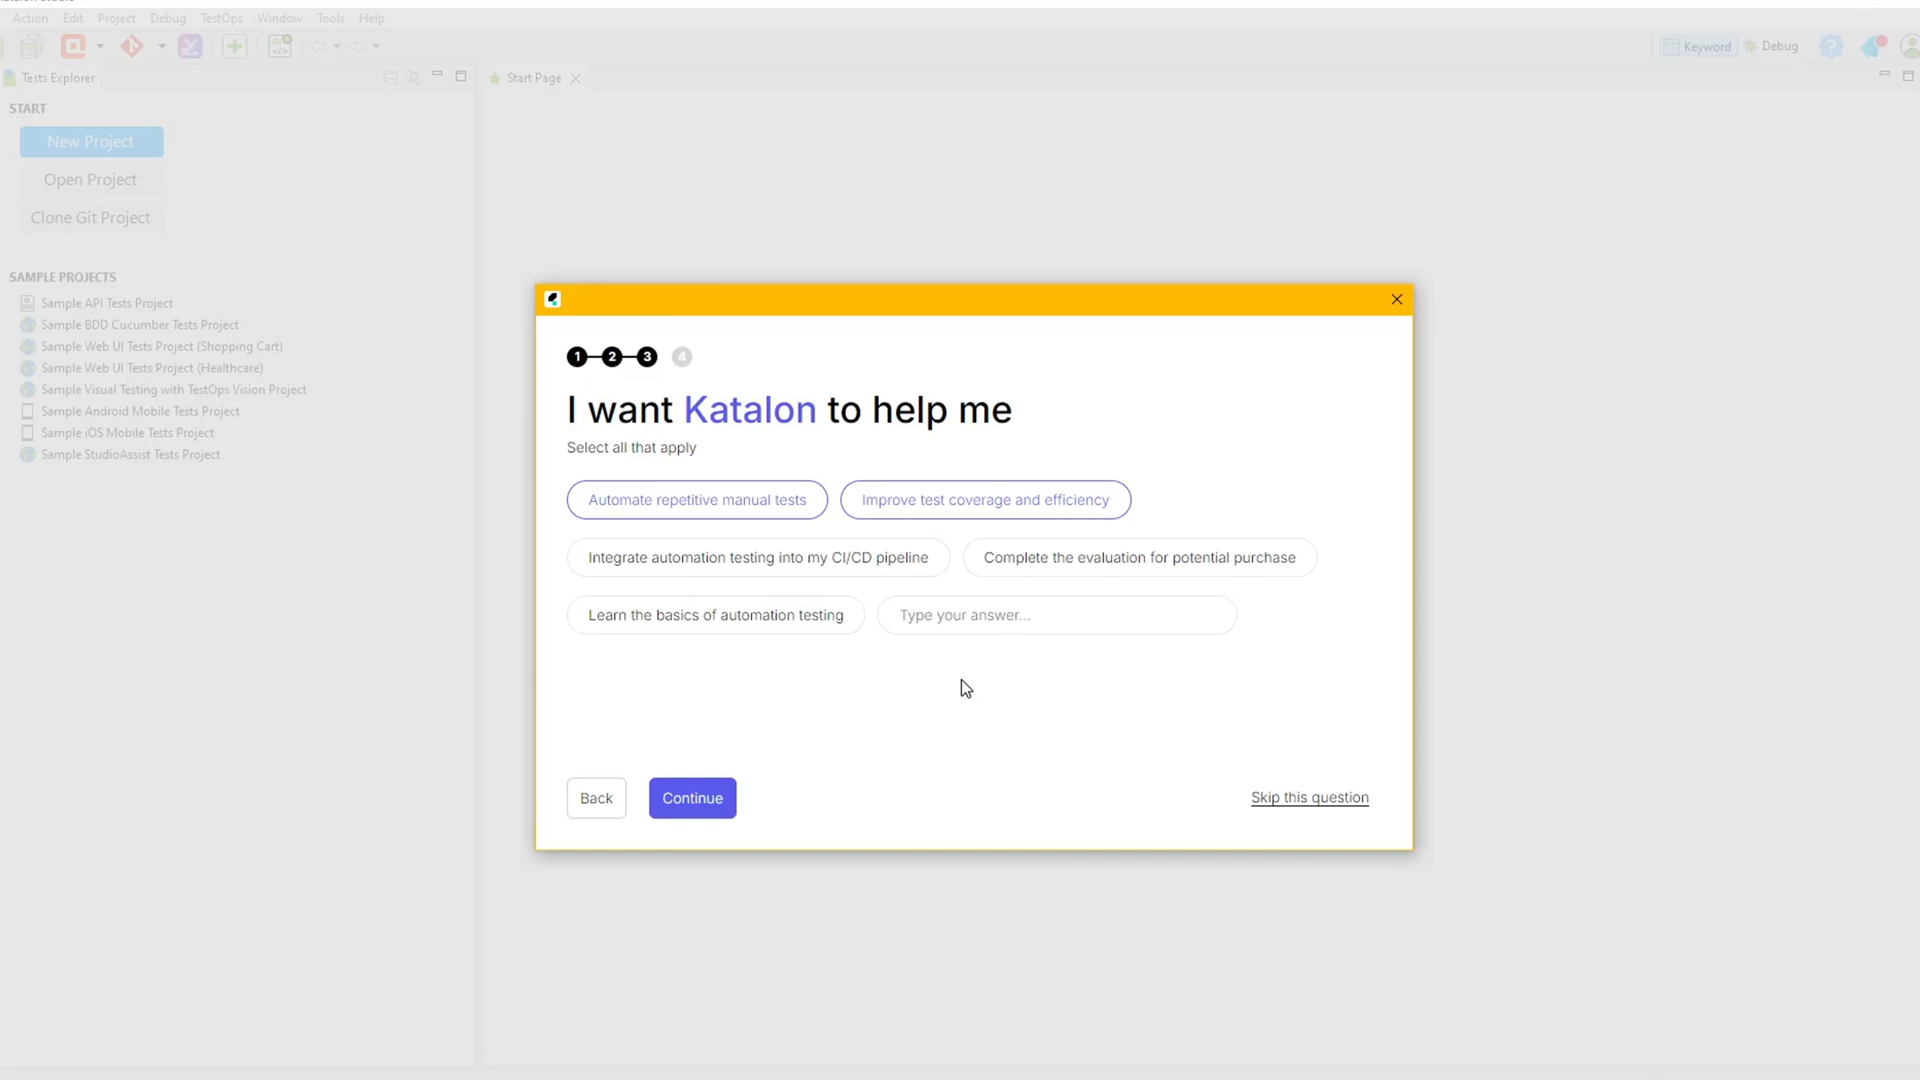 Action Edit Project Debug TestOps Window Tools Help
Keyword Debug
Tests Explorer
Start Page
START
New Project
Open Project
Clone Git Project
SAMPLE PROJECTS
Sample API Tests Project
Sample BDD Cucumber Tests Project
Sample Web UI Tests Project (Shopping Cart)
Sample Web UI Tests Project (Healthcare)
Sample Visual Testing with TestOps Vision Project
Sample Android Mobile Tests Project
Sample iOS Mobile Tests Project
Sample StudioAssist Tests Project
1 2 3 4
I want Katalon to help me
Select all that apply
Automate repetitive manual tests
Improve test coverage and efficiency
Integrate automation testing into my CI/CD pipeline
Complete the evaluation for potential purchase
Learn the basics of automation testing
Type your answer...
Back
Continue
Skip this question